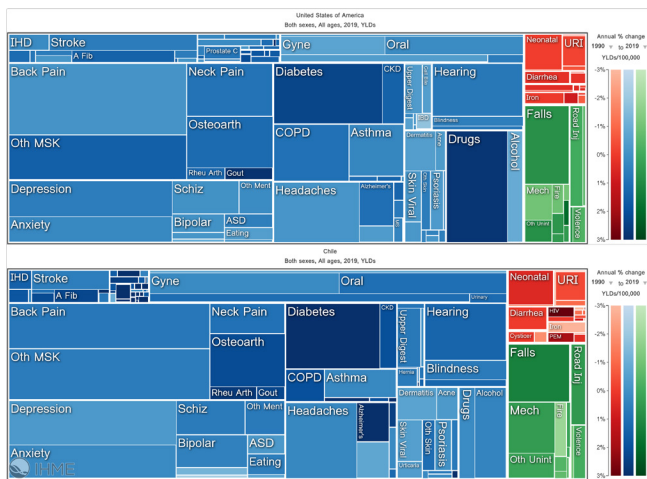 United States of America
Both sexes, All ages, 2019, YLDs
IHD
Stroke
A Fib
Prostate C
Gyne
Oral
Neonatal
URI
Back Pain
Neck Pain
Diabetes
CKD
Upper Digest
Hearing
Diarrhea
Iron
Blindness
Osteoarth
COPD
Asthma
Dermatitis
Acne
Drugs
Alcohol
Falls
Road Inj
Oth MSK
Rheu Arth
Gout
Depression
Schiz
Oth Ment
Headaches
Alzheimer's
Skin Viral
Oth Skin
Psoriasis
Mech
Fire
Anxiety
Bipolar
ASD
Eating
Oth Unint
Violence
Annual % change
1990 to 2019
YLDs/100,000
-3%
-2%
-1%
0%
1%
2%
3%
Chile
Both sexes, All ages, 2019, YLDs
IHD
Stroke
A Fib
Gyne
Oral
Urinary
Neonatal
URI
Back Pain
Neck Pain
Diabetes
CKD
Upper Digest
Hearing
Diarrhea
HIV
Iron
Cysticer
PEM
Oth MSK
Osteoarth
Rheu Arth
Gout
COPD
Asthma
Hernia
Blindness
Falls
Road Inj
Depression
Schiz
Oth Ment
Headaches
Alzheimer's
Dermatitis
Acne
Drugs
Alcohol
Mech
Fire
Anxiety
Bipolar
ASD
Eating
Skin Viral
Oth Skin
Psoriasis
Urticaria
Oth Unint
Violence
IHME
Annual % change
1990 to 2019
YLDs/100,000
-3%
-2%
-1%
0%
1%
2%
3%